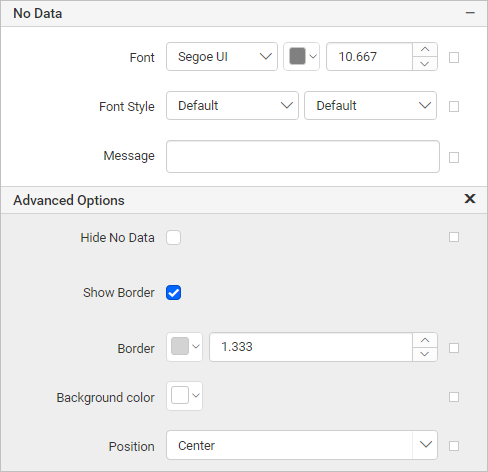 No Data
Font Segoe UI 10.667
Font Style Default Default
Message
Advanced Options
Hide No Data
Show Border
Border 1.333
Background color
Position Center